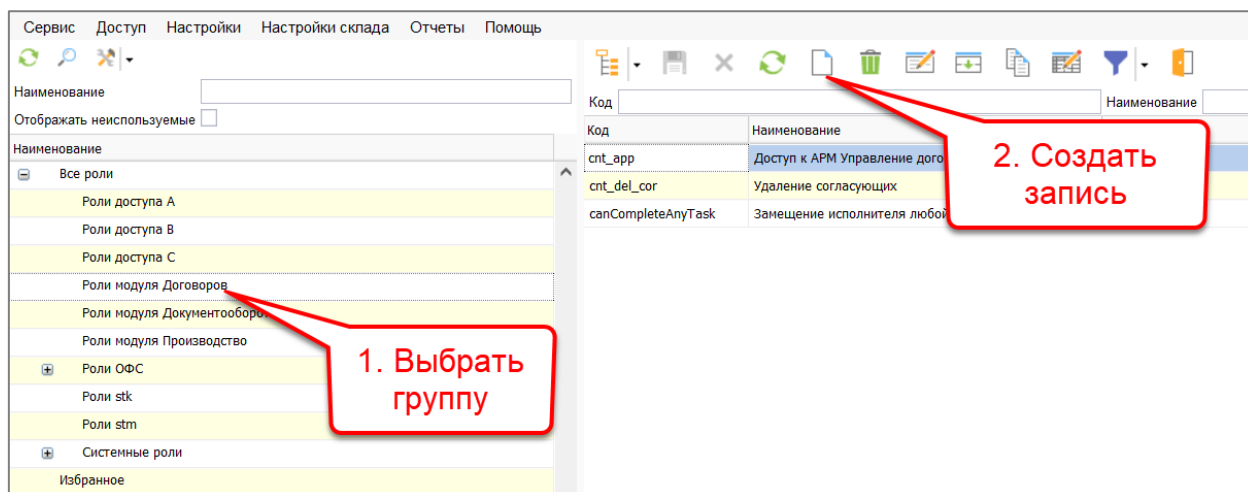 Сервис Доступ Настройки Настройки склада Отчеты Помощь
Наименование
Отображать неиспользуемые
Наименование
Все роли
Роли доступа A
Роли доступа B
Роли доступа C
Роли модуля Договоров
Роли модуля Документооборо
Роли модуля Производство
Роли ОФС
Роли stk
Роли stm
Системные роли
Избранное
1. Выбрать
группу
Код Наименование
Код Наименование
cnt_app Доступ к АРМ Управление дого
cnt_del_cor Удаление согласующих
canCompleteAnyTask Замещение исполнителя любой
2. Создать
запись